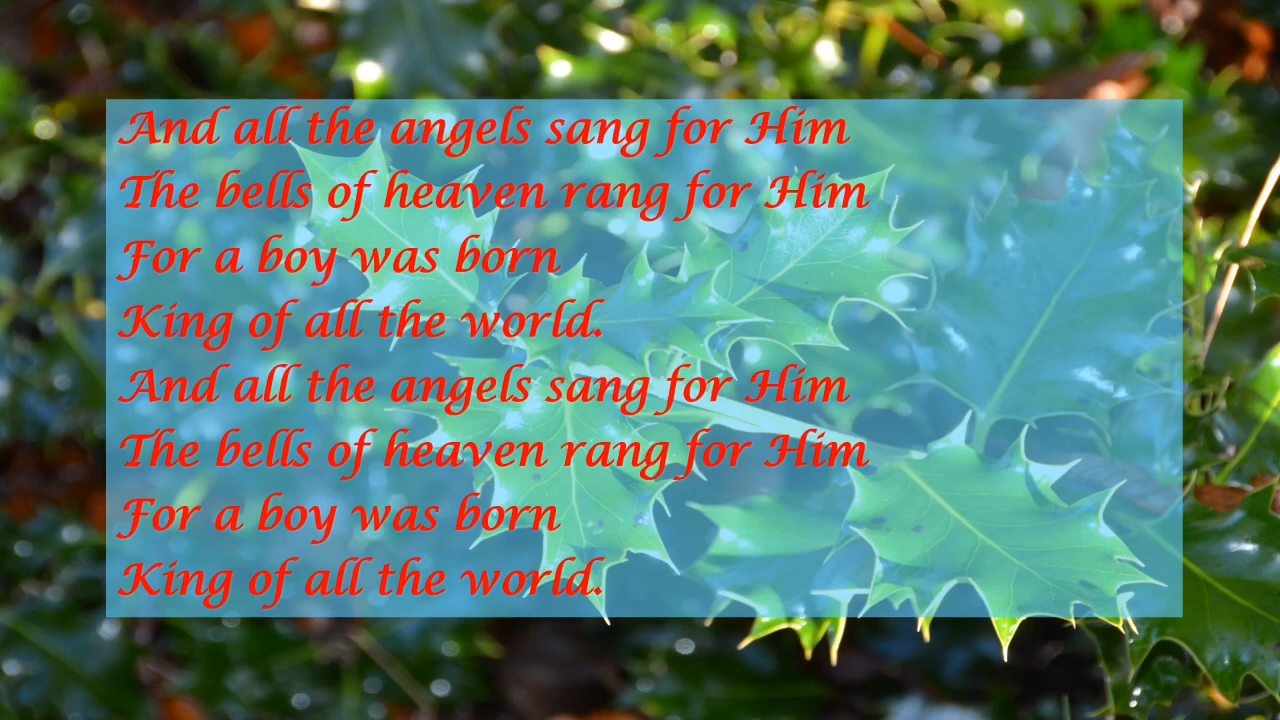 And all the angels sang for Him
The bells of heaven rang for Him
For a boy was born
King of all the world.
And all the angels sang for Him
The bells of heaven rang for Him
For a boy was born
King of all the world.